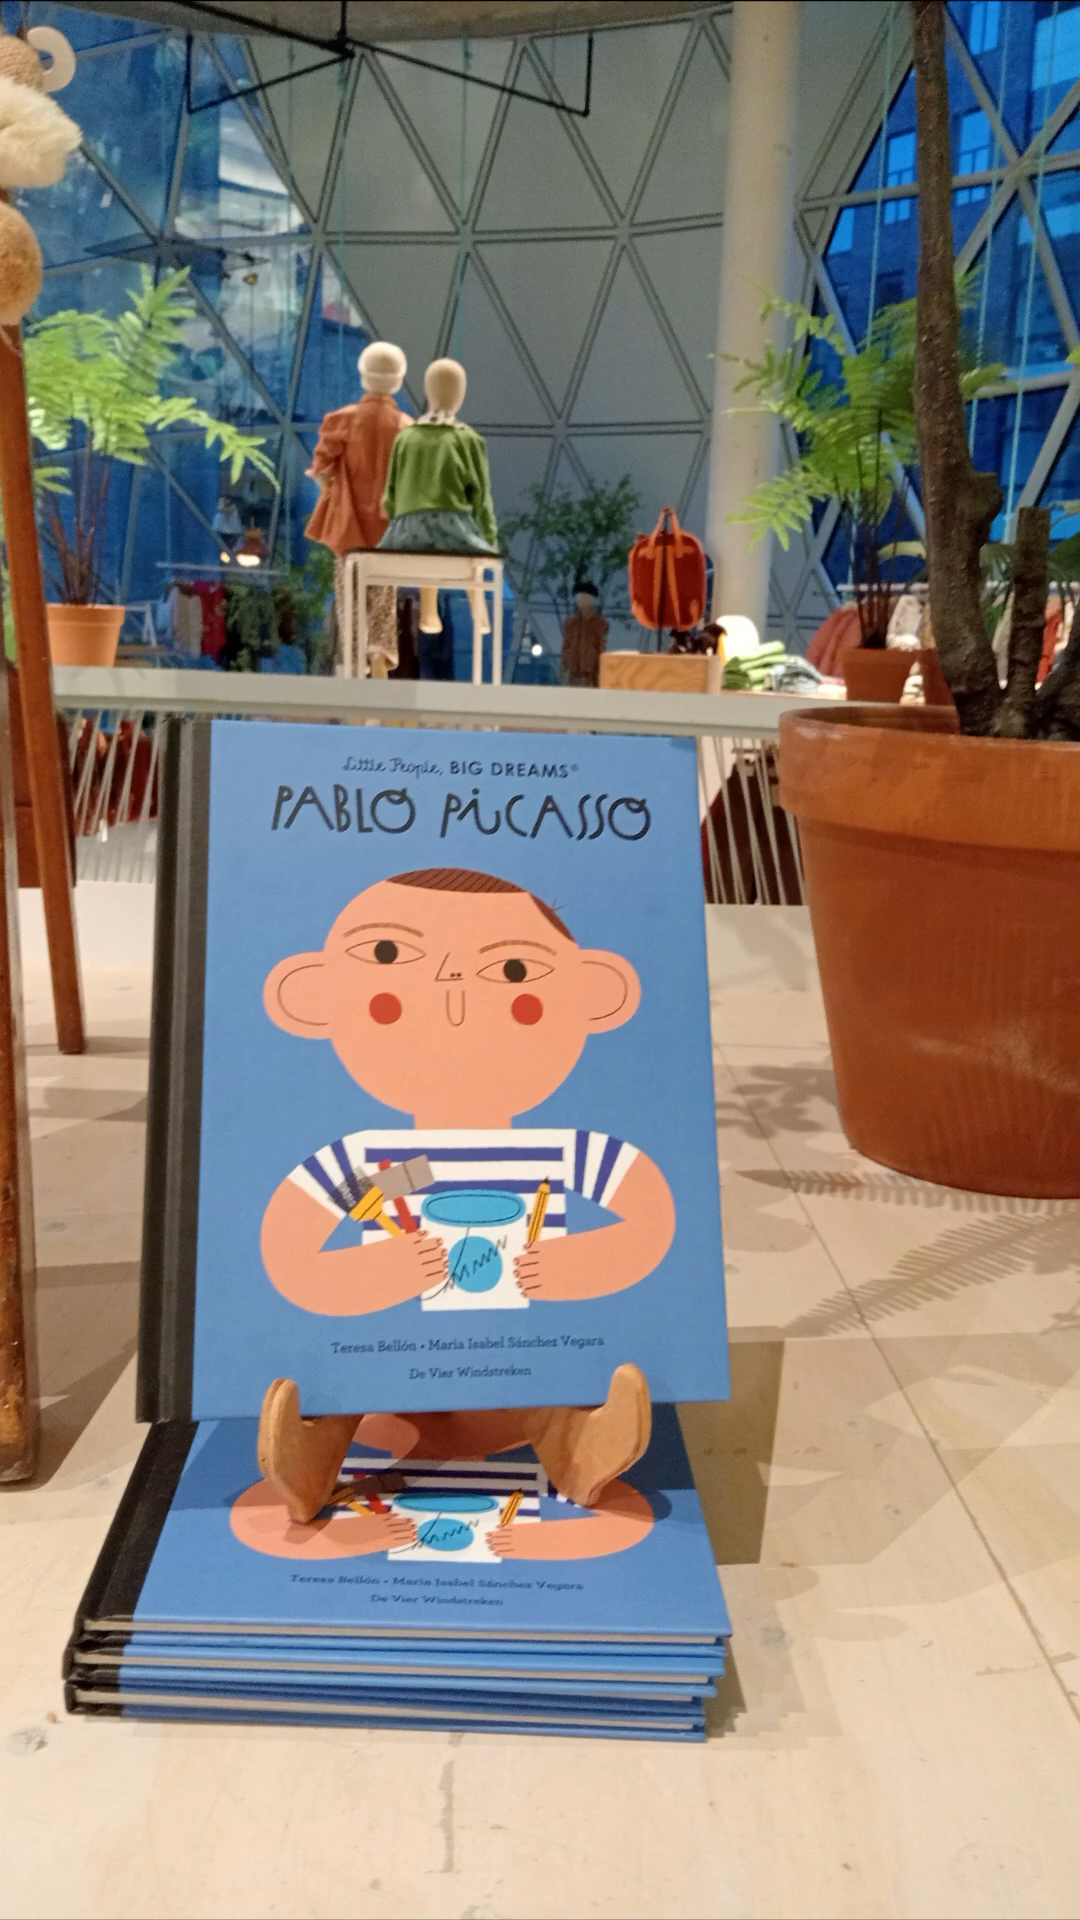 Little People, BIG DREAMS®
PABLO PiCASSO
Teresa Bellón • Maria Isabel Sánchez Vegara
De Vier Windstreken
Teresa Bellón • Maria Isabel Sánchez Vegara
De Vier Windstreken